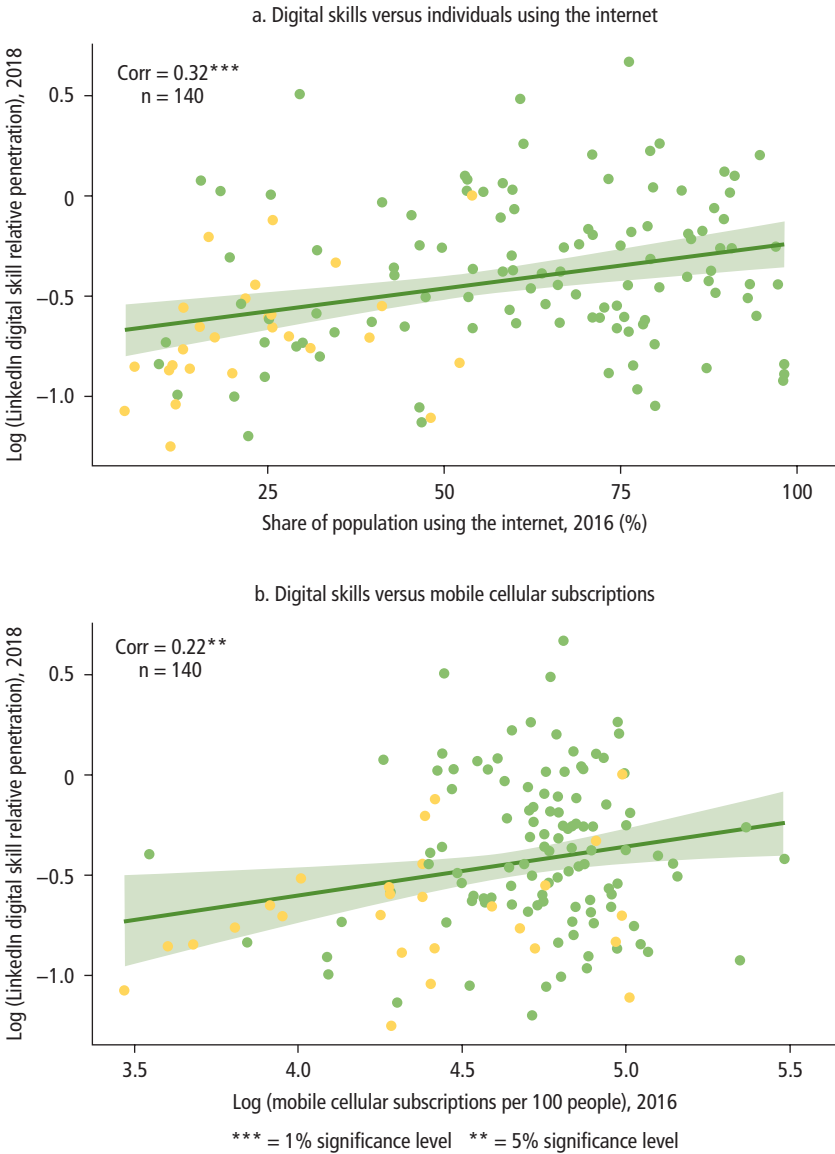 a. Digital skills versus individuals using the internet
Log (LinkedIn digital skill relative penetration), 2018
Corr = 0.32***
n = 140
0.5
0
–0.5
–1.0
25
50
75
100
Share of population using the internet, 2016 (%)
b. Digital skills versus mobile cellular subscriptions
Log (LinkedIn digital skill relative penetration), 2018
Corr = 0.22**
n = 140
0.5
0
–0.5
–1.0
3.5
4.0
4.5
5.0
5.5
Log (mobile cellular subscriptions per 100 people), 2016
*** = 1% significance level ** = 5% significance level